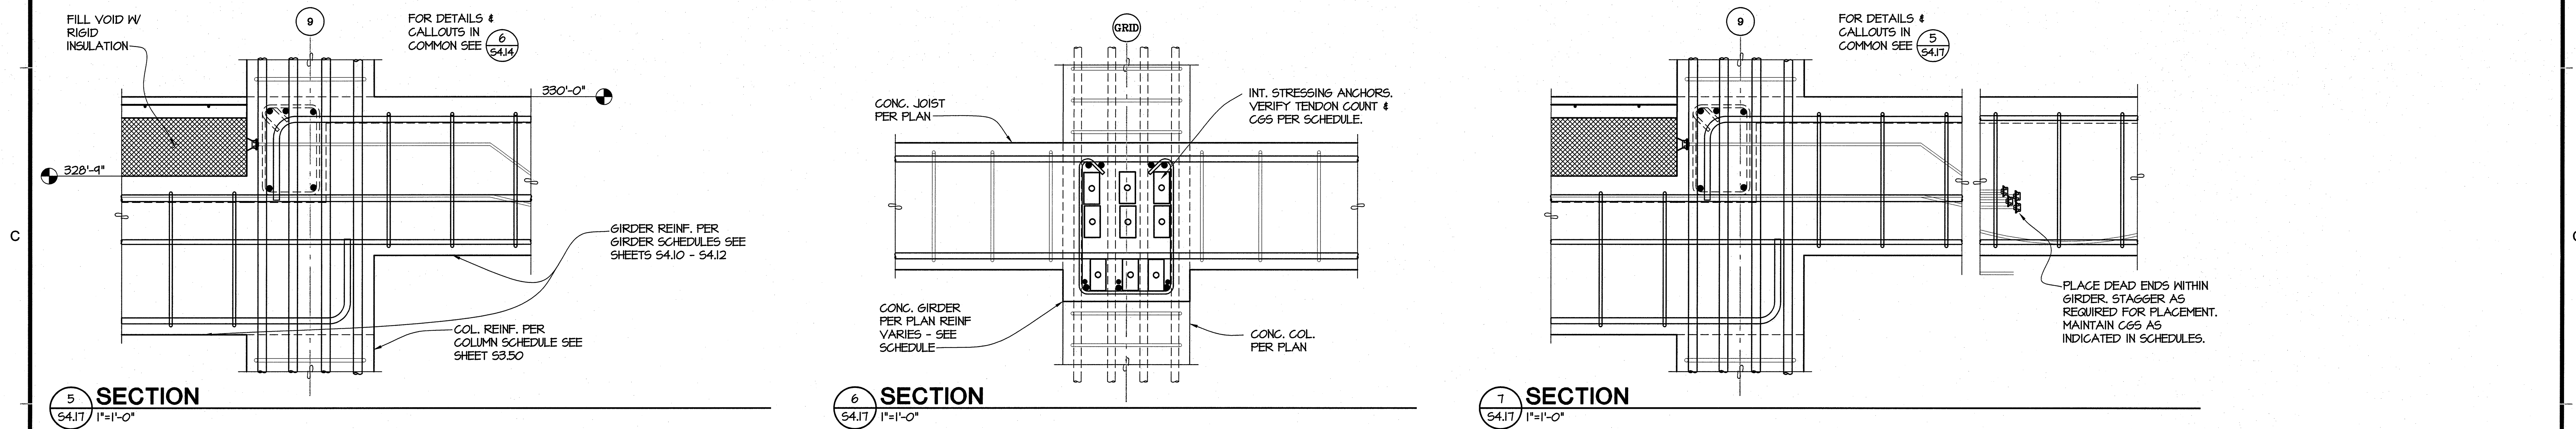 FILL VOID W/
RIGID
INSULATION
9
FOR DETAILS &
CALLOUTS IN
COMMON SEE
6
S4.14
330'-0"
328'-9"
GIRDER REINF. PER
GIRDER SCHEDULES SEE
SHEETS S4.10 - S4.12
COL. REINF. PER
COLUMN SCHEDULE SEE
SHEET S3.50
5
S4.17
SECTION
1"=1'-0"
GRID
CONC. JOIST
PER PLAN
INT. STRESSING ANCHORS.
VERIFY TENDON COUNT &
CGS PER SCHEDULE.
CONC. GIRDER
PER PLAN REINF
VARIES - SEE
SCHEDULE
CONC. COL.
PER PLAN
6
S4.17
SECTION
1"=1'-0"
9
FOR DETAILS &
CALLOUTS IN
COMMON SEE
5
S4.17
PLACE DEAD ENDS WITHIN
GIRDER. STAGGER AS
REQUIRED FOR PLACEMENT.
MAINTAIN CGS AS
INDICATED IN SCHEDULES.
7
S4.17
SECTION
1"=1'-0"
C